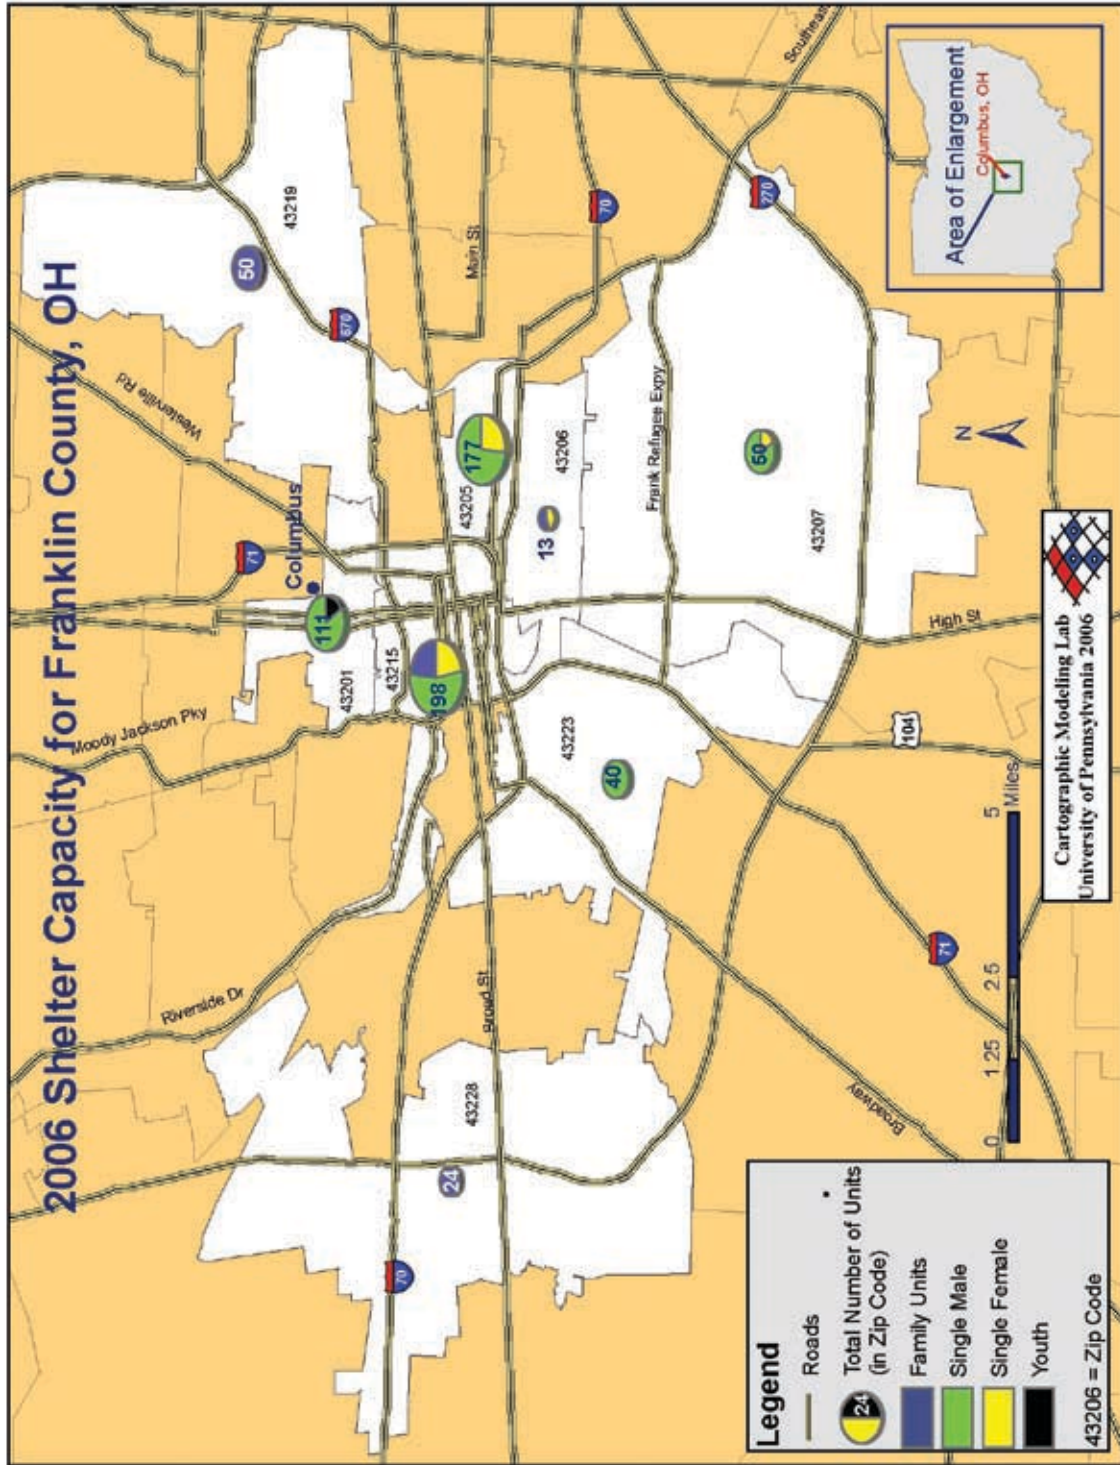 2006 Shelter Capacity for Franklin County, OH
Riverside Dr
Moody Jackson Pky
Westerville Rd
71
Columbus
50
43219
670
111
43201
43215
198
177
43205
Main St
70
Southeast
70
24
43228
Broad St
40
43223
13
43206
Frank Refugee Expy
50
43207
270
High St
104
Broadway
71
N
Area of Enlargement
Columbus, OH
Legend
Roads
24
Total Number of Units
(in Zip Code)
Family Units
Single Male
Single Female
Youth
43206 = Zip Code
0 1.25 2.5 5
Miles
Cartographic Modeling Lab
University of Pennsylvania 2006